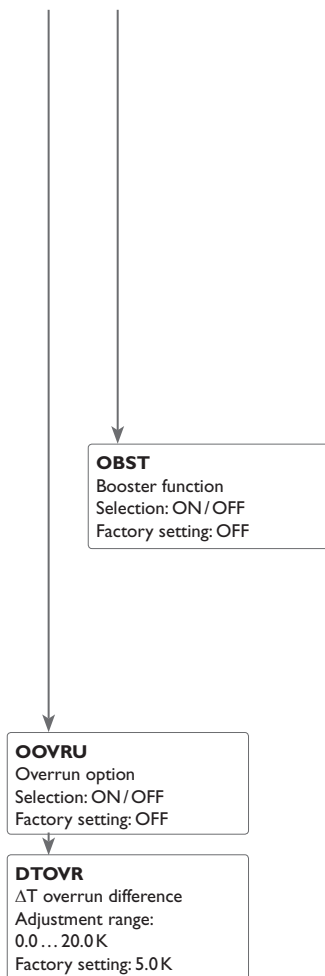 OBST
Booster function
Selection: ON / OFF
Factory setting: OFF
OOVRU
Overrun option
Selection: ON / OFF
Factory setting: OFF
DTOVR
ΔT overrun difference
Adjustment range:
0.0 … 20.0 K
Factory setting: 5.0 K